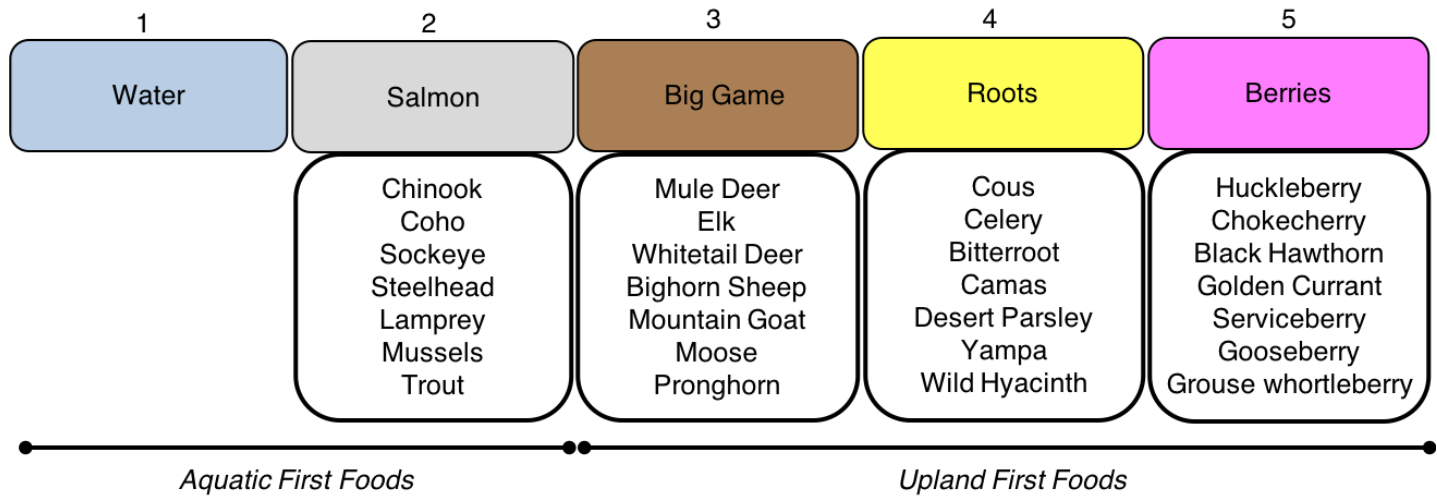 1
2
3
4
5
Water
Salmon
Big Game
Roots
Berries
Chinook
Coho
Sockeye
Steelhead
Lamprey
Mussels
Trout
Mule Deer
Elk
Whitetail Deer
Bighorn Sheep
Mountain Goat
Moose
Pronghorn
Cous
Celery
Bitterroot
Camas
Desert Parsley
Yampa
Wild Hyacinth
Huckleberry
Chokecherry
Black Hawthorn
Golden Currant
Serviceberry
Gooseberry
Grouse whortleberry
Aquatic First Foods
Upland First Foods